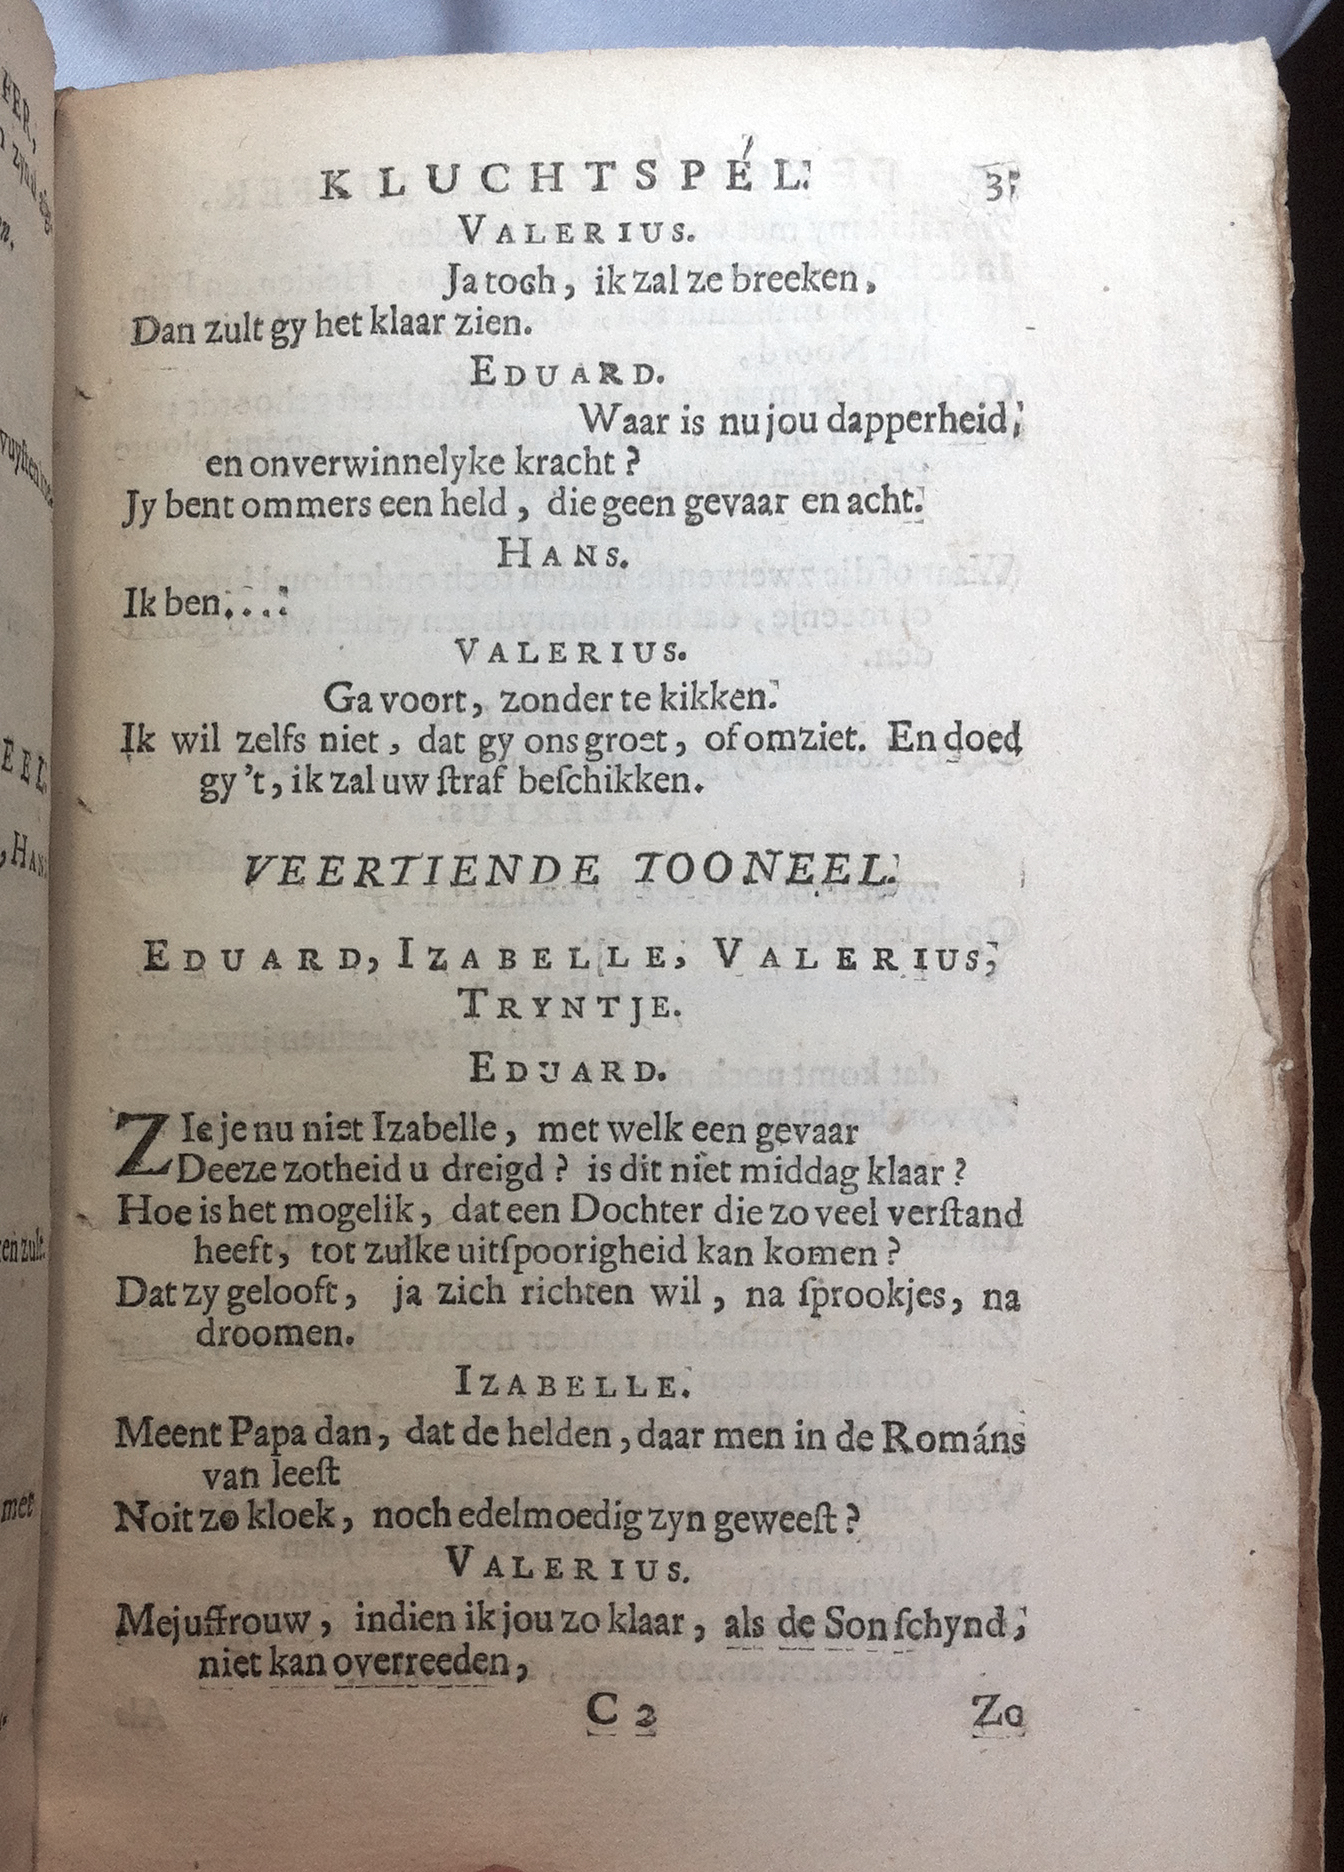 KLUCHTSPÉL. 3
VALERIUS.
Ja toch, ik zal ze breeken,
Dan zult gy het klaar zien.
EDUARD.
Waar is nu jou dapperheid,
en onverwinnelyke kracht?
Jy bent ommers een held, die geen gevaar en acht.
HANS.
Ik ben....
VALERIUS.
Ga voort, zonder te kikken.
Ik wil zelfs niet, dat gy ons groet, of omziet. En doed
gy 't, ik zal uw ſtraf beſchikken.
VEERTIENDE TOONEEL.
EDUARD, IZABELLE, VALERIUS,
TRYNTJE.
EDUARD.
ZIe je nu niet Izabelle, met welk een gevaar
Deeze zotheid u dreigd? is dit niet middag klaar?
Hoe is het mogelik, dat een Dochter die zo veel verſtand
heeft, tot zulke uitſpoorigheid kan komen?
Dat zy gelooft, ja zich richten wil, na ſprookjes, na
droomen.
IZABELLE.
Meent Papa dan, dat de helden, daar men in de Románs
van leeſt
Noit zo kloek, noch edelmoedig zyn geweeſt?
VALERIUS.
Mejuffrouw, indien ik jou zo klaar, als de Son ſchynd,
niet kan overreeden,
C 2 Zo